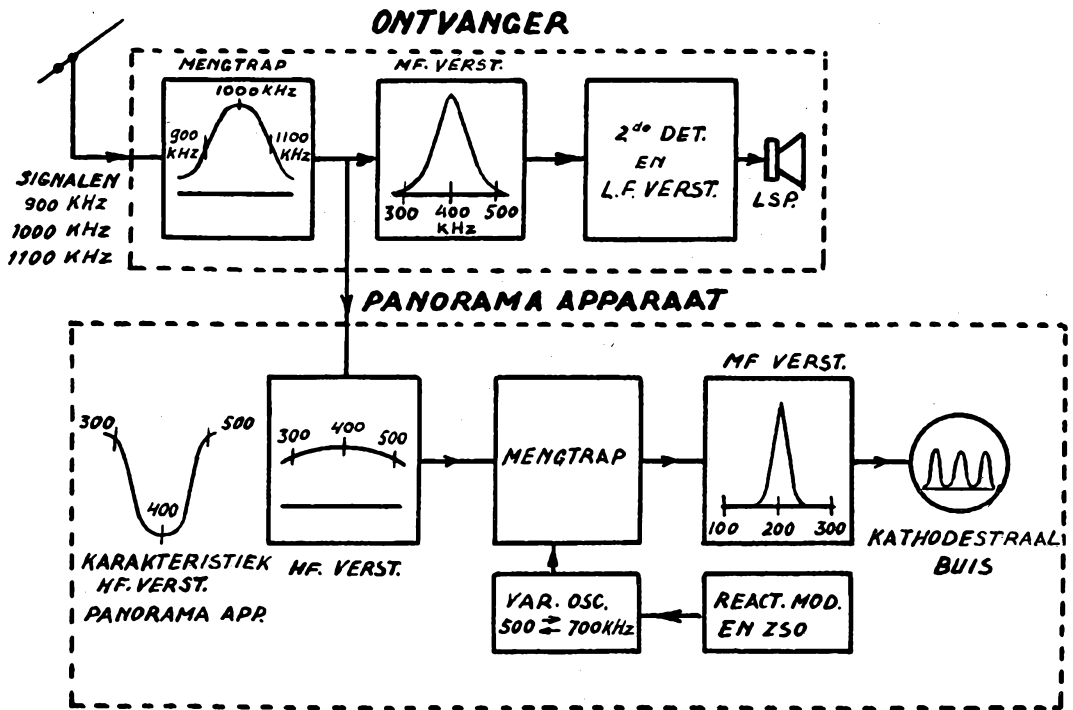 ONTVANGER
MENGTRAP
1000 KHz
900 KHz
1100 KHz
MF. VERST.
300 400 500
KHz
2de DET.
EN
L.F. VERST.
LSP.
SIGNALEN
900 KHz
1000 KHz
1100 KHz
PANORAMA APPARAAT
300
500
400
KARAKTERISTIEK
HF. VERST.
PANORAMA APP.
300 400 500
HF. VERST.
MENGTRAP
MF VERST.
100 200 300
KATHODESTRAAL
BUIS
VAR. OSC.
500 ⇄ 700KHz
REACT. MOD.
EN ZSO